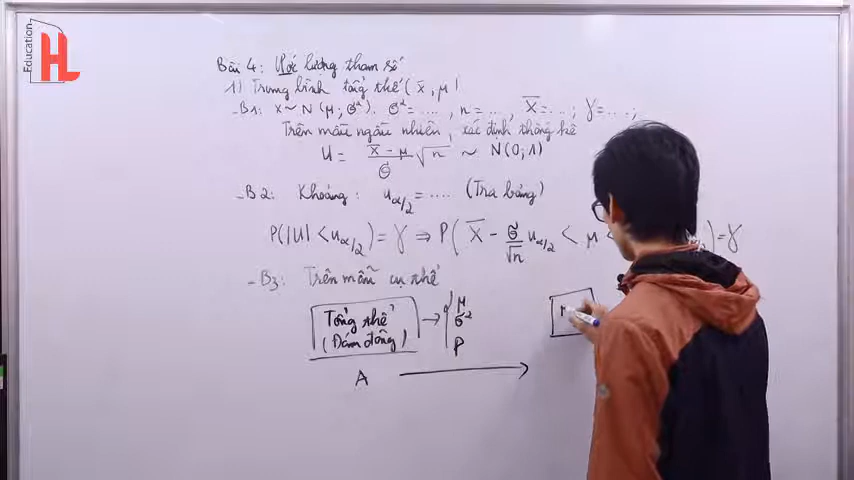 Education
HL
Bài 4: Ước lượng tham số
1) Trung bình tổng thể (x̄, μ)
- B1: X ~ N(μ; σ²). σ² = ...., n = .., X̄ = ...; γ = ....;
Trên mẫu ngẫu nhiên, xác định thống kê
U = (X̄ - μ)/σ √n ~ N(0; 1)
- B2: Khoảng: u_{α/2} = .... (Tra bảng)
P(|U| < u_{α/2}) = γ ⇒ P(X̄ - σ/√n u_{α/2} < μ < ) = γ
- B3: Trên mẫu cụ thể
Tổng thể → { μ
(Đám đông) σ²
p
A